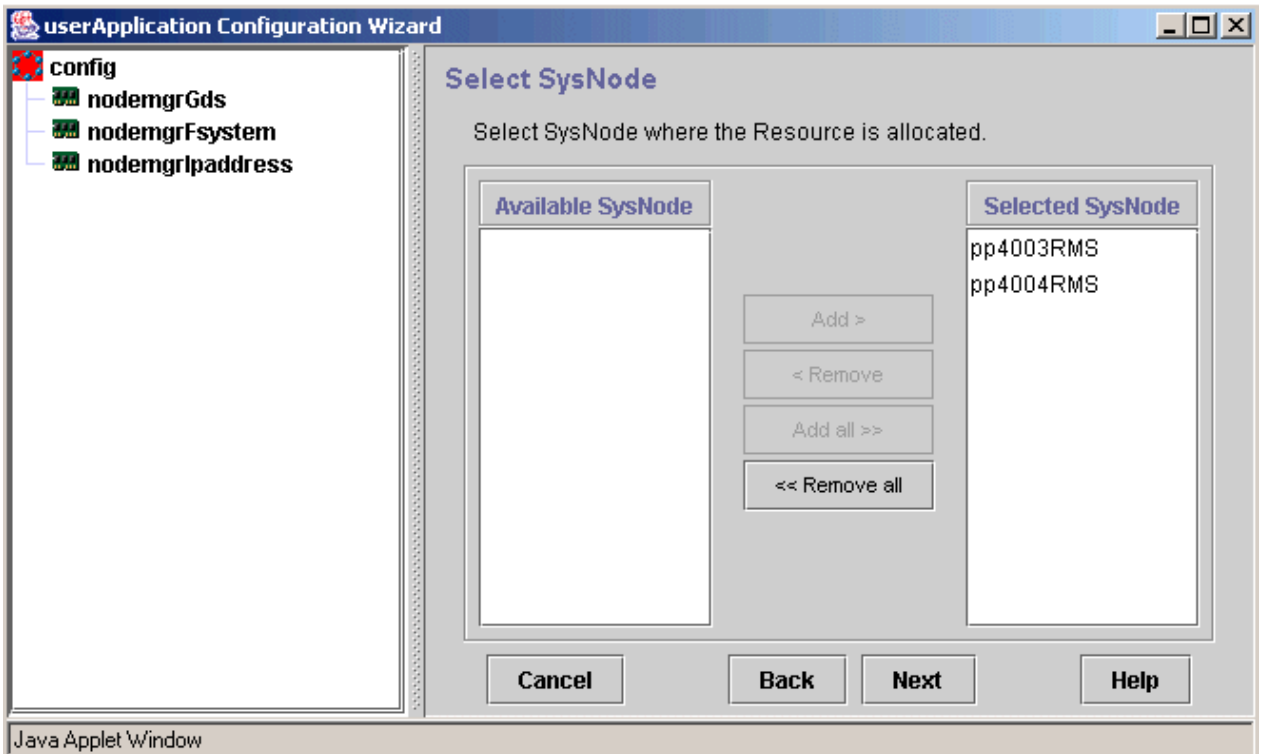 userApplication Configuration Wizard
config
nodemgrGds
nodemgrFsystem
nodemgrIpaddress
Select SysNode
Select SysNode where the Resource is allocated.
Available SysNode
Selected SysNode
pp4003RMS
pp4004RMS
Add >
< Remove
Add all >>
<< Remove all
Cancel
Back
Next
Help
Java Applet Window